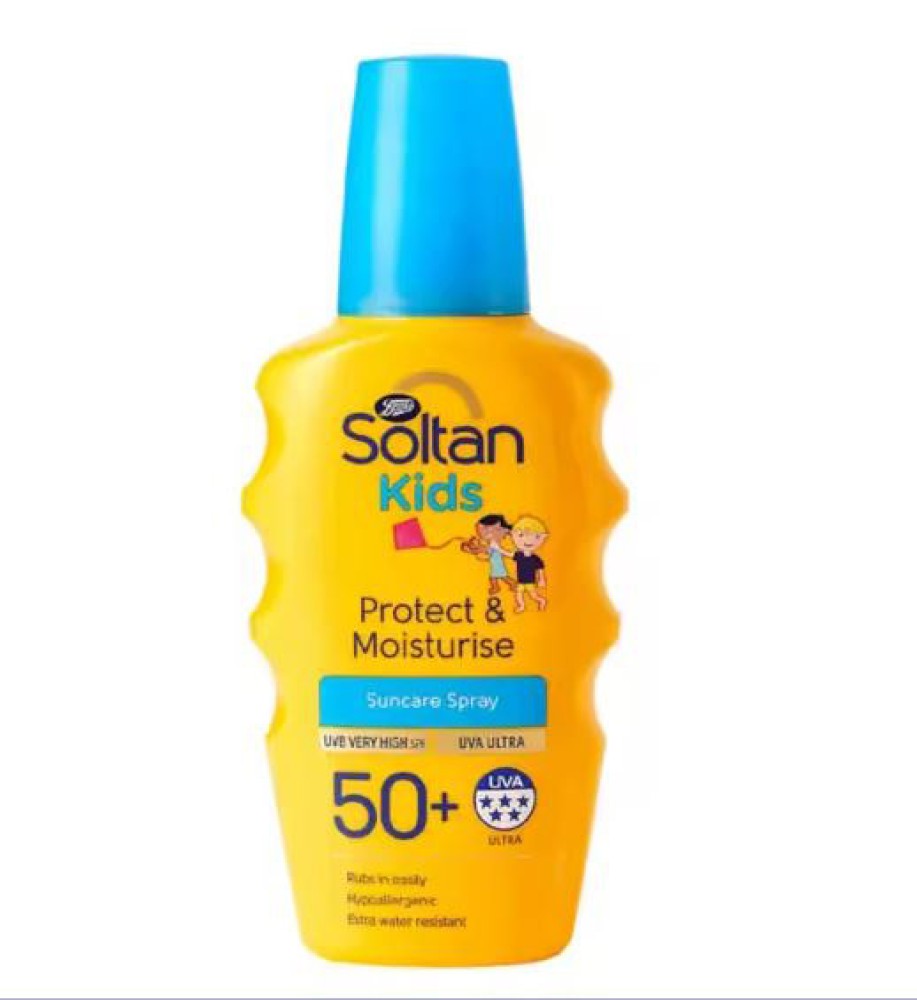 Boots
Soltan
Kids
Protect &
Moisturise
Suncare Spray
UVB VERY HIGH SPF UVA ULTRA
50+ UVA
ULTRA
Rubs in easily
Hypoallergenic
Extra water resistant